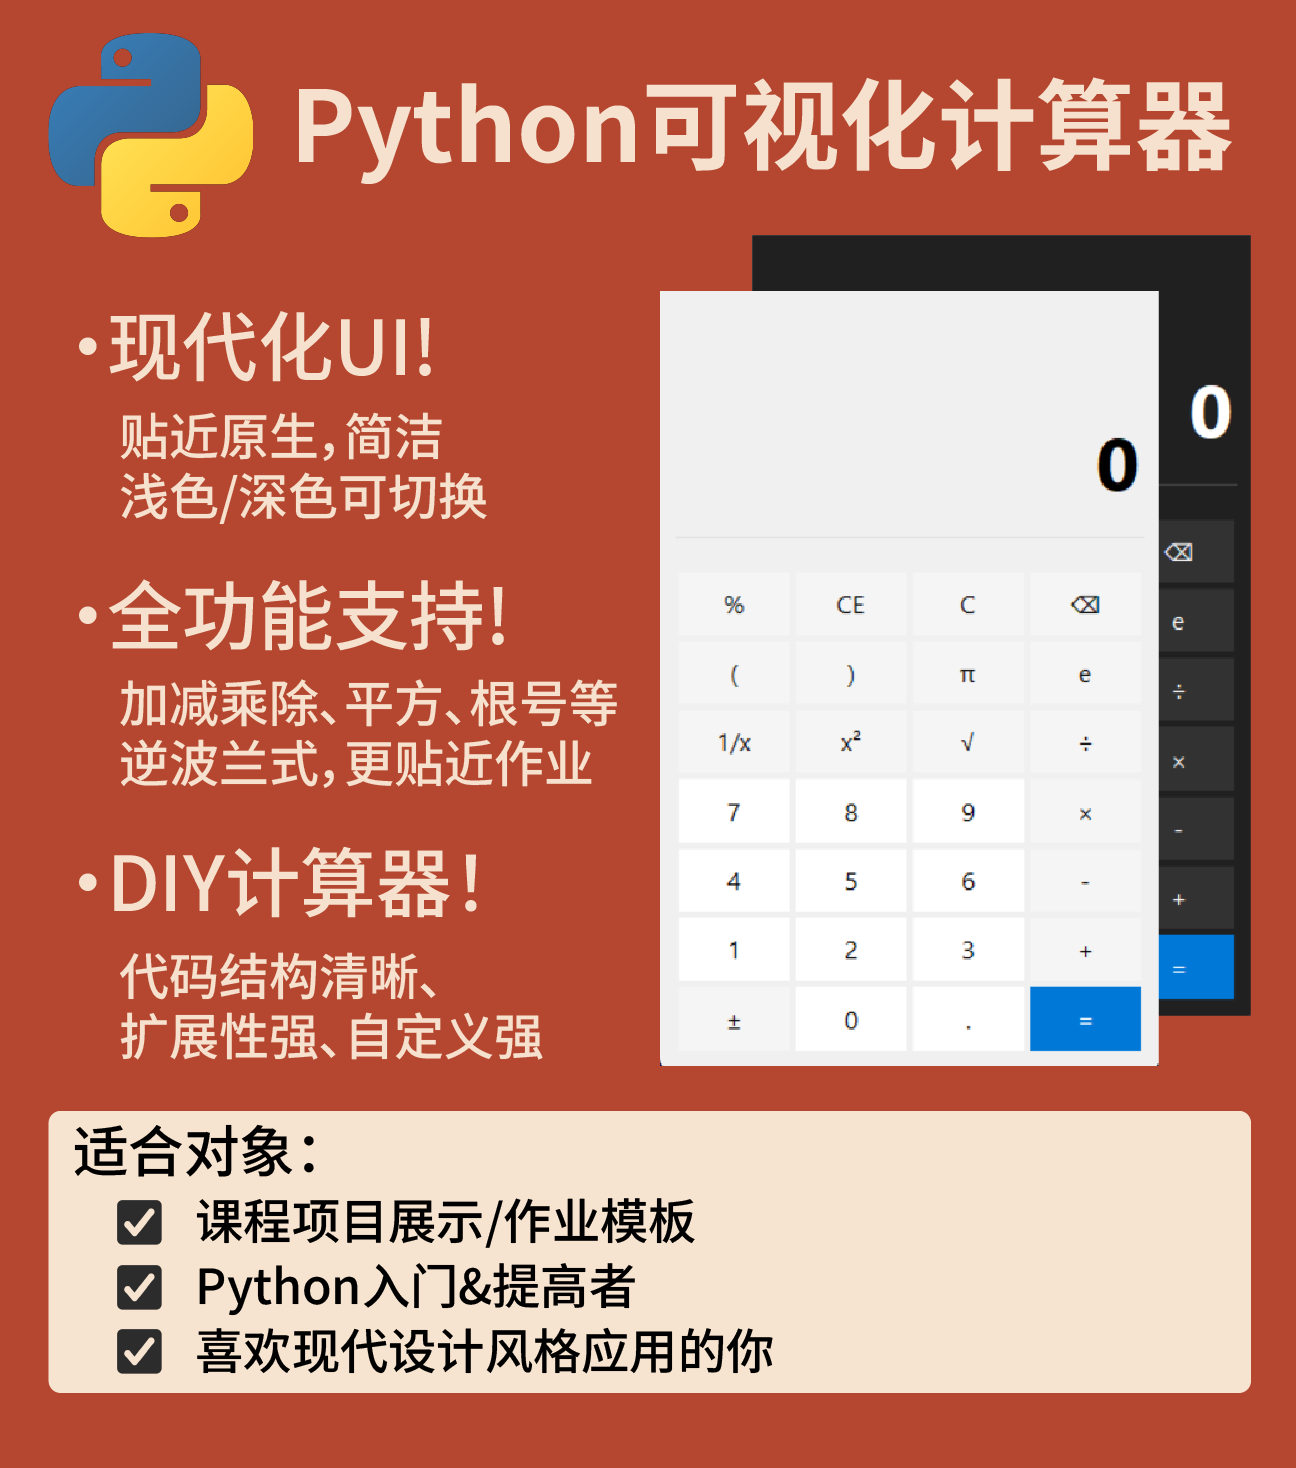 Python可视化计算器
•现代化UI!
贴近原生,简洁
浅色/深色可切换
•全功能支持!
加减乘除、平方、根号等
逆波兰式,更贴近作业
•DIY计算器!
代码结构清晰、
扩展性强、自定义强
0
0
% CE C ⌫
( ) π e
1/x x² √ ÷
7 8 9 ×
4 5 6 -
1 2 3 +
± 0 . =
⌫
e
÷
×
-
+
=
适合对象:
☑ 课程项目展示/作业模板
☑ Python入门&提高者
☑ 喜欢现代设计风格应用的你